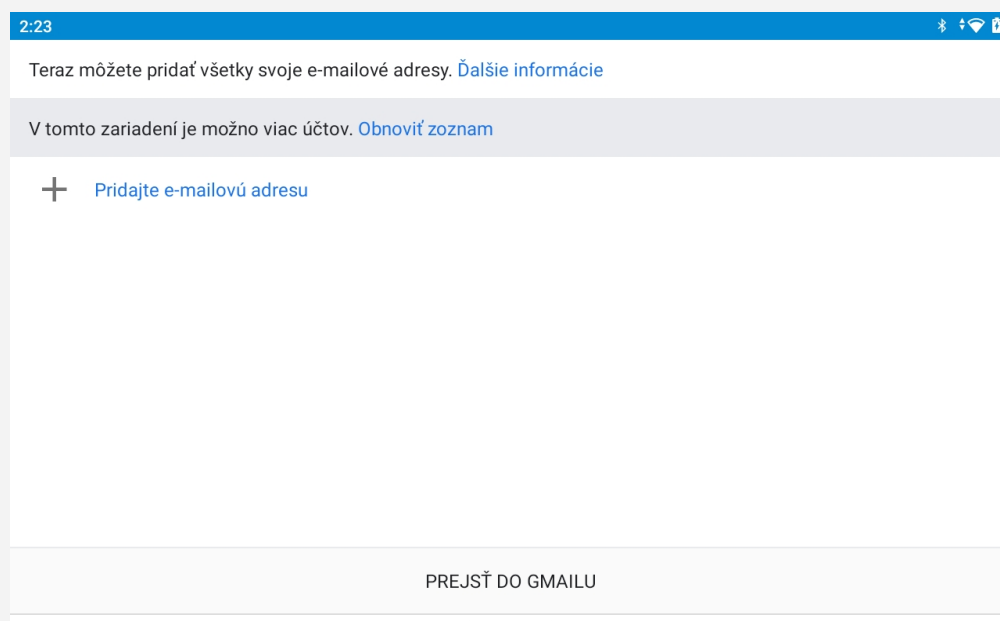 2:23
Teraz môžete pridať všetky svoje e-mailové adresy. Ďalšie informácie
V tomto zariadení je možno viac účtov. Obnoviť zoznam
Pridajte e-mailovú adresu
PREJSŤ DO GMAILU